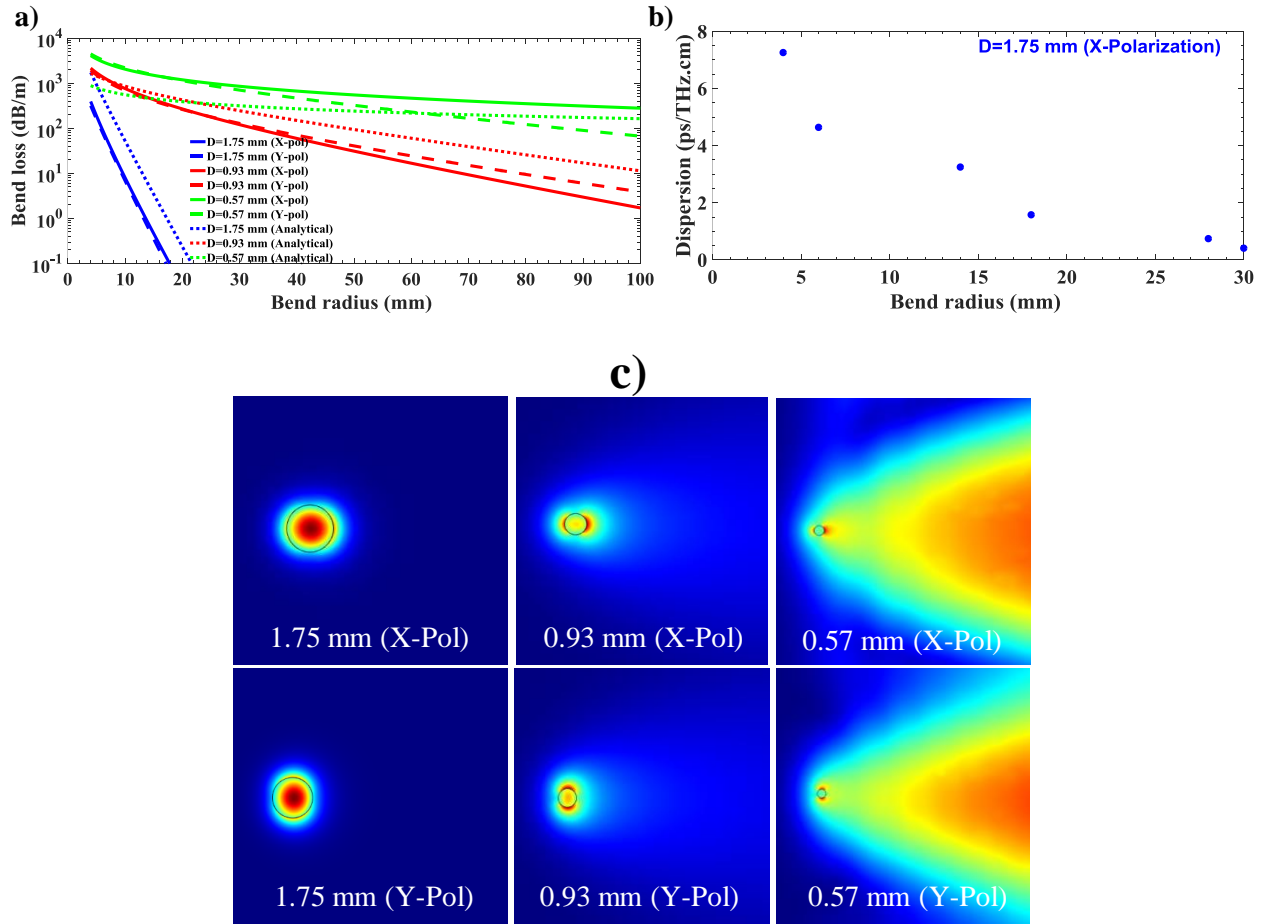 a)
10^4
10^3
10^2
10^1
10^0
10^-1
Bend loss (dB/m)
D=1.75 mm (X-pol)
D=1.75 mm (Y-pol)
D=0.93 mm (X-pol)
D=0.93 mm (Y-pol)
D=0.57 mm (X-pol)
D=0.57 mm (Y-pol)
D=1.75 mm (Analytical)
D=0.93 mm (Analytical)
D=0.57 mm (Analytical)
0 10 20 30 40 50 60 70 80 90 100
Bend radius (mm)
b)
D=1.75 mm (X-Polarization)
8
6
4
2
0
Dispersion (ps/THz.cm)
0 5 10 15 20 25 30
Bend radius (mm)
c)
1.75 mm (X-Pol)
0.93 mm (X-Pol)
0.57 mm (X-Pol)
1.75 mm (Y-Pol)
0.93 mm (Y-Pol)
0.57 mm (Y-Pol)